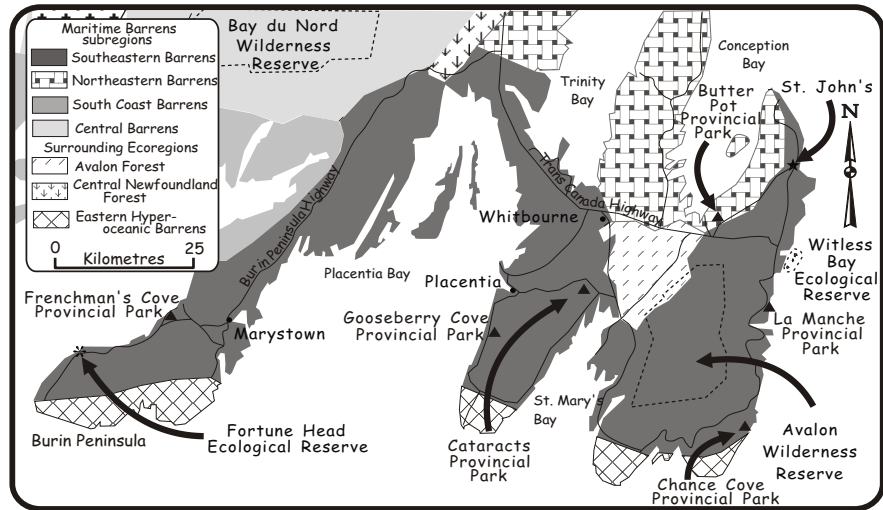 Maritime Barrens
subregions
Southeastern Barrens
Northeastern Barrens
South Coast Barrens
Central Barrens
Surrounding Ecoregions
Avalon Forest
Central Newfoundland
Forest
Eastern Hyper-
oceanic Barrens
0 25
Kilometres
Bay du Nord
Wilderness
Reserve
Trinity
Bay
Conception
Bay
Butter
Pot
Provincial
Park
St. John's
N
Trans Canada Highway
Burin Peninsula Highway
Whitbourne
Placentia Bay
Placentia
Witless
Bay
Ecological
Reserve
Frenchman's Cove
Provincial Park
Marystown
Gooseberry Cove
Provincial Park
La Manche
Provincial
Park
St. Mary's
Bay
Burin Peninsula
Fortune Head
Ecological Reserve
Cataracts
Provincial
Park
Avalon
Wilderness
Reserve
Chance Cove
Provincial Park